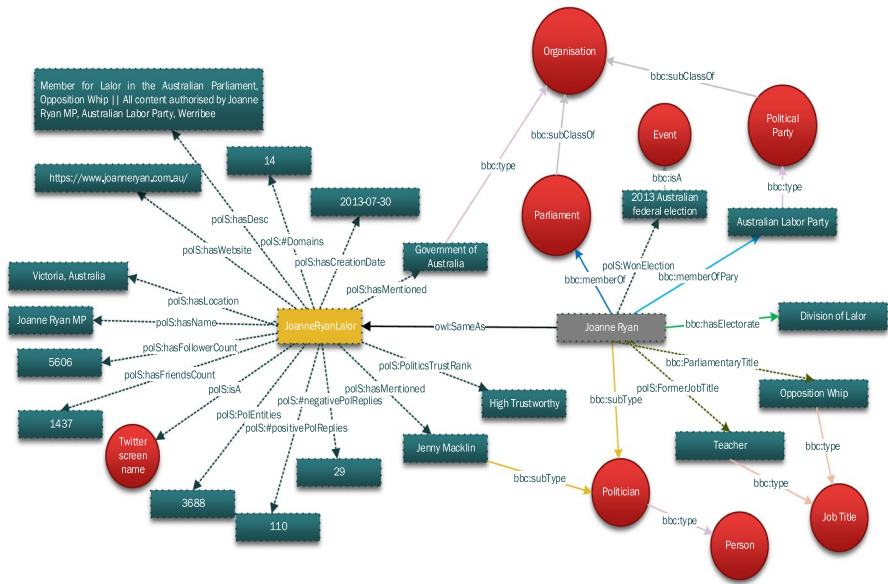 Organisation
bbc:subClassOf
Member for Lalor in the Australian Parliament,
Opposition Whip || All content authorised by Joanne
Ryan MP, Australian Labor Party, Werribee
Event
Political
Party
bbc:subClassOf
14
bbc:type
bbc:isA
https://www.joanneryan.com.au/
bbc:type
2013-07-30
2013 Australian
federal election
Parliament
Australian Labor Party
polS:#Domains
polS:hasWebsite
Government of
Australia
polS:hasCreationDate
polS:WonElection
polS:hasDesc
bbc:memberOf
bbc:memberOfPary
Victoria, Australia
polS:hasMentioned
polS:hasLocation
Joanne Ryan MP
polS:hasName
JoanneRyanLalor
owl:SameAs
Joanne Ryan
bbc:hasElectorate
Division of Lalor
polS:hasFollowerCount
5606
polS:hasFriendsCount
polS:PoliticsTrustRank
bbc:ParliamentaryTitle
polS:isA
polS:hasMentioned
polS:FormerJobTitle
Opposition Whip
polS:#negativePolReplies
bbc:subType
High Trustworthy
polS:PolEntities
1437
polS:#positivePolReplies
Jenny Macklin
Teacher
bbc:type
Twitter
screen
name
29
bbc:subType
bbc:type
Politician
3688
110
bbc:type
Job Title
Person